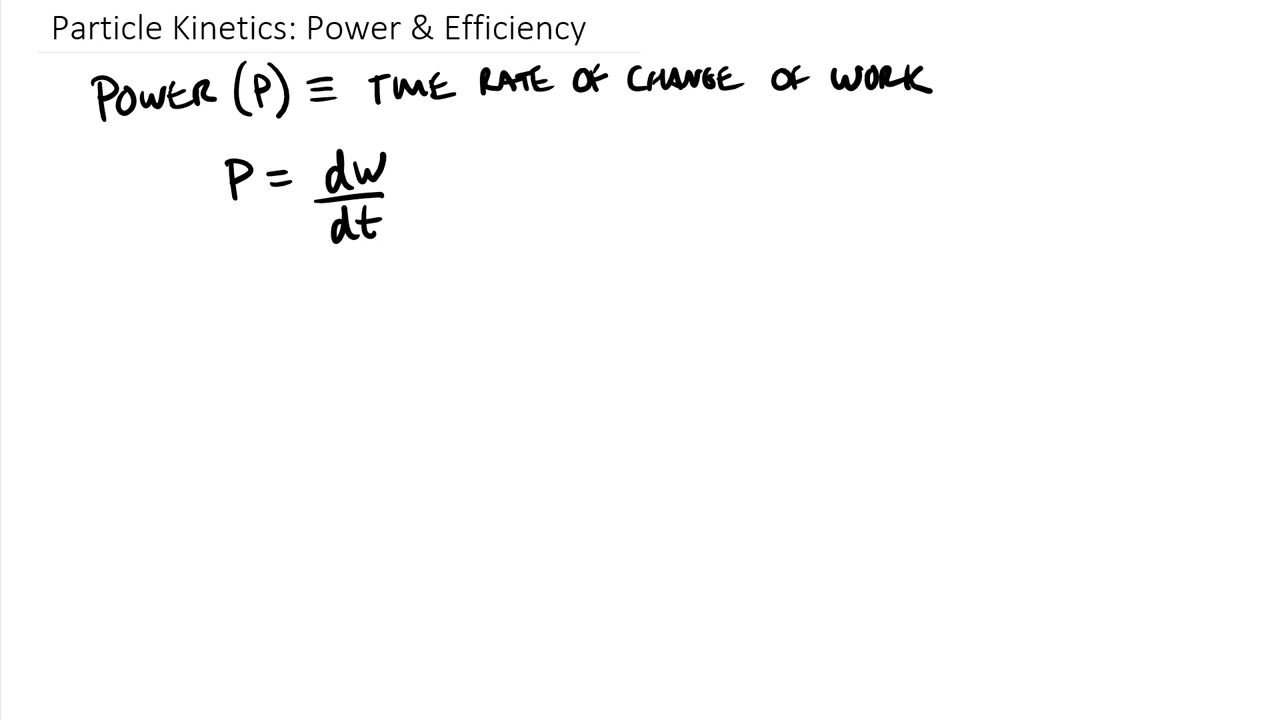 Particle Kinetics: Power & Efficiency
POWER (P) ≡ TIME RATE OF CHANGE OF WORK
P = dw/dt